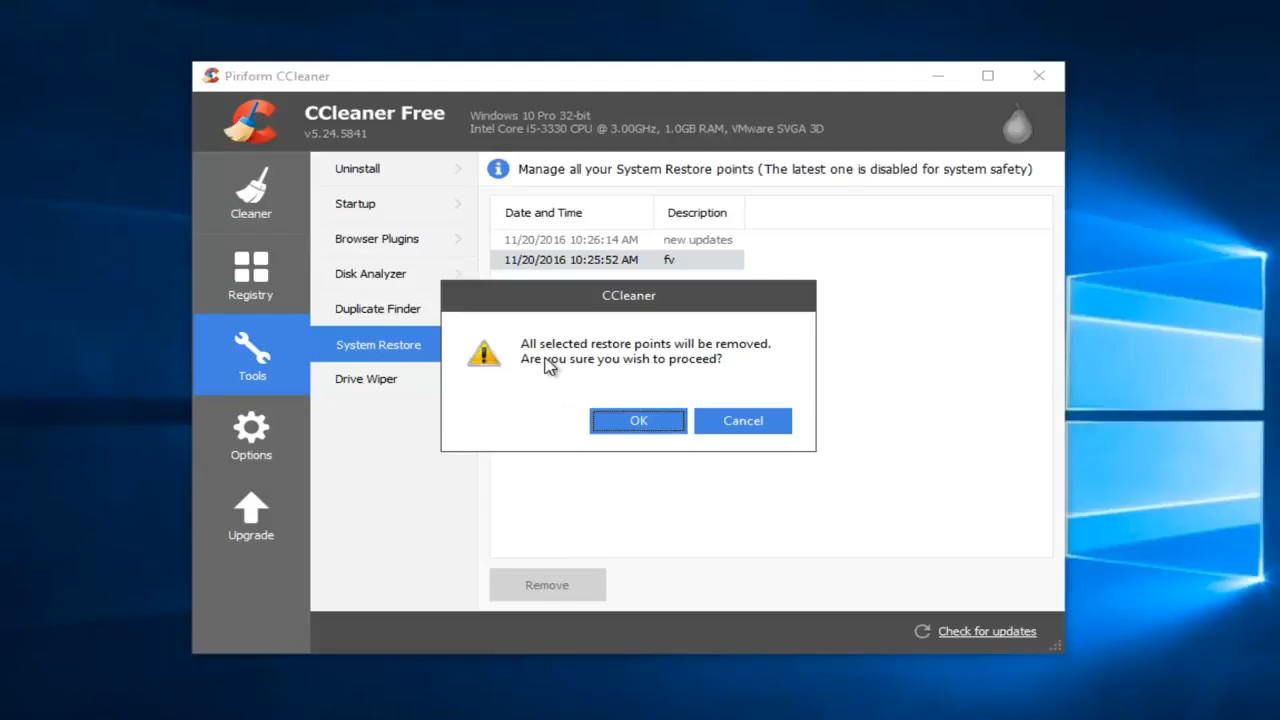 Piriform CCleaner
CCleaner Free
v5.24.5841
Windows 10 Pro 32-bit
Intel Core i5-3330 CPU @ 3.00GHz, 1.0GB RAM, VMware SVGA 3D
Cleaner
Registry
Tools
Options
Upgrade
Uninstall
Startup
Browser Plugins
Disk Analyzer
Duplicate Finder
System Restore
Drive Wiper
Manage all your System Restore points (The latest one is disabled for system safety)
Date and Time Description
11/20/2016 10:26:14 AM new updates
11/20/2016 10:25:52 AM fv
CCleaner
All selected restore points will be removed.
Are you sure you wish to proceed?
OK Cancel
Remove
Check for updates